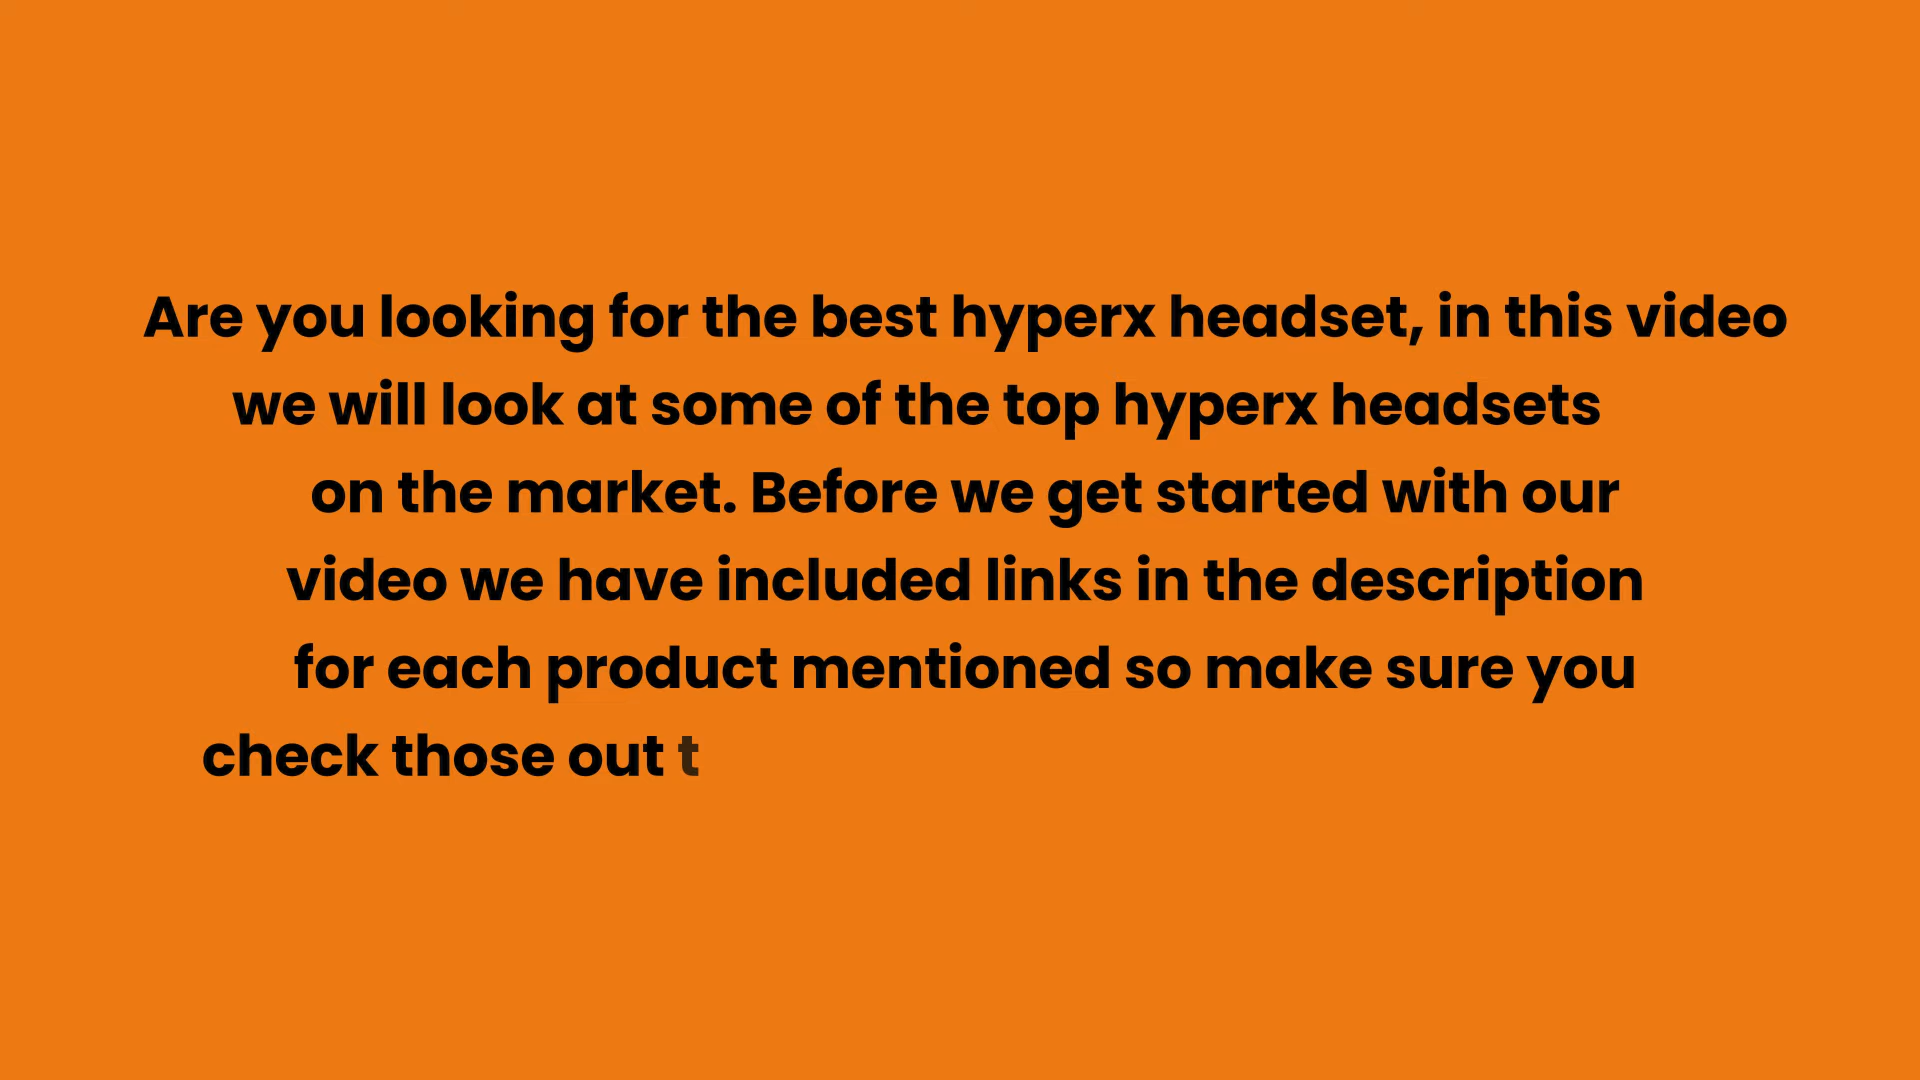 Are you looking for the best hyperx headset, in this video
we will look at some of the top hyperx headsets
on the market. Before we get started with our
video we have included links in the description
for each product mentioned so make sure you
check those out t